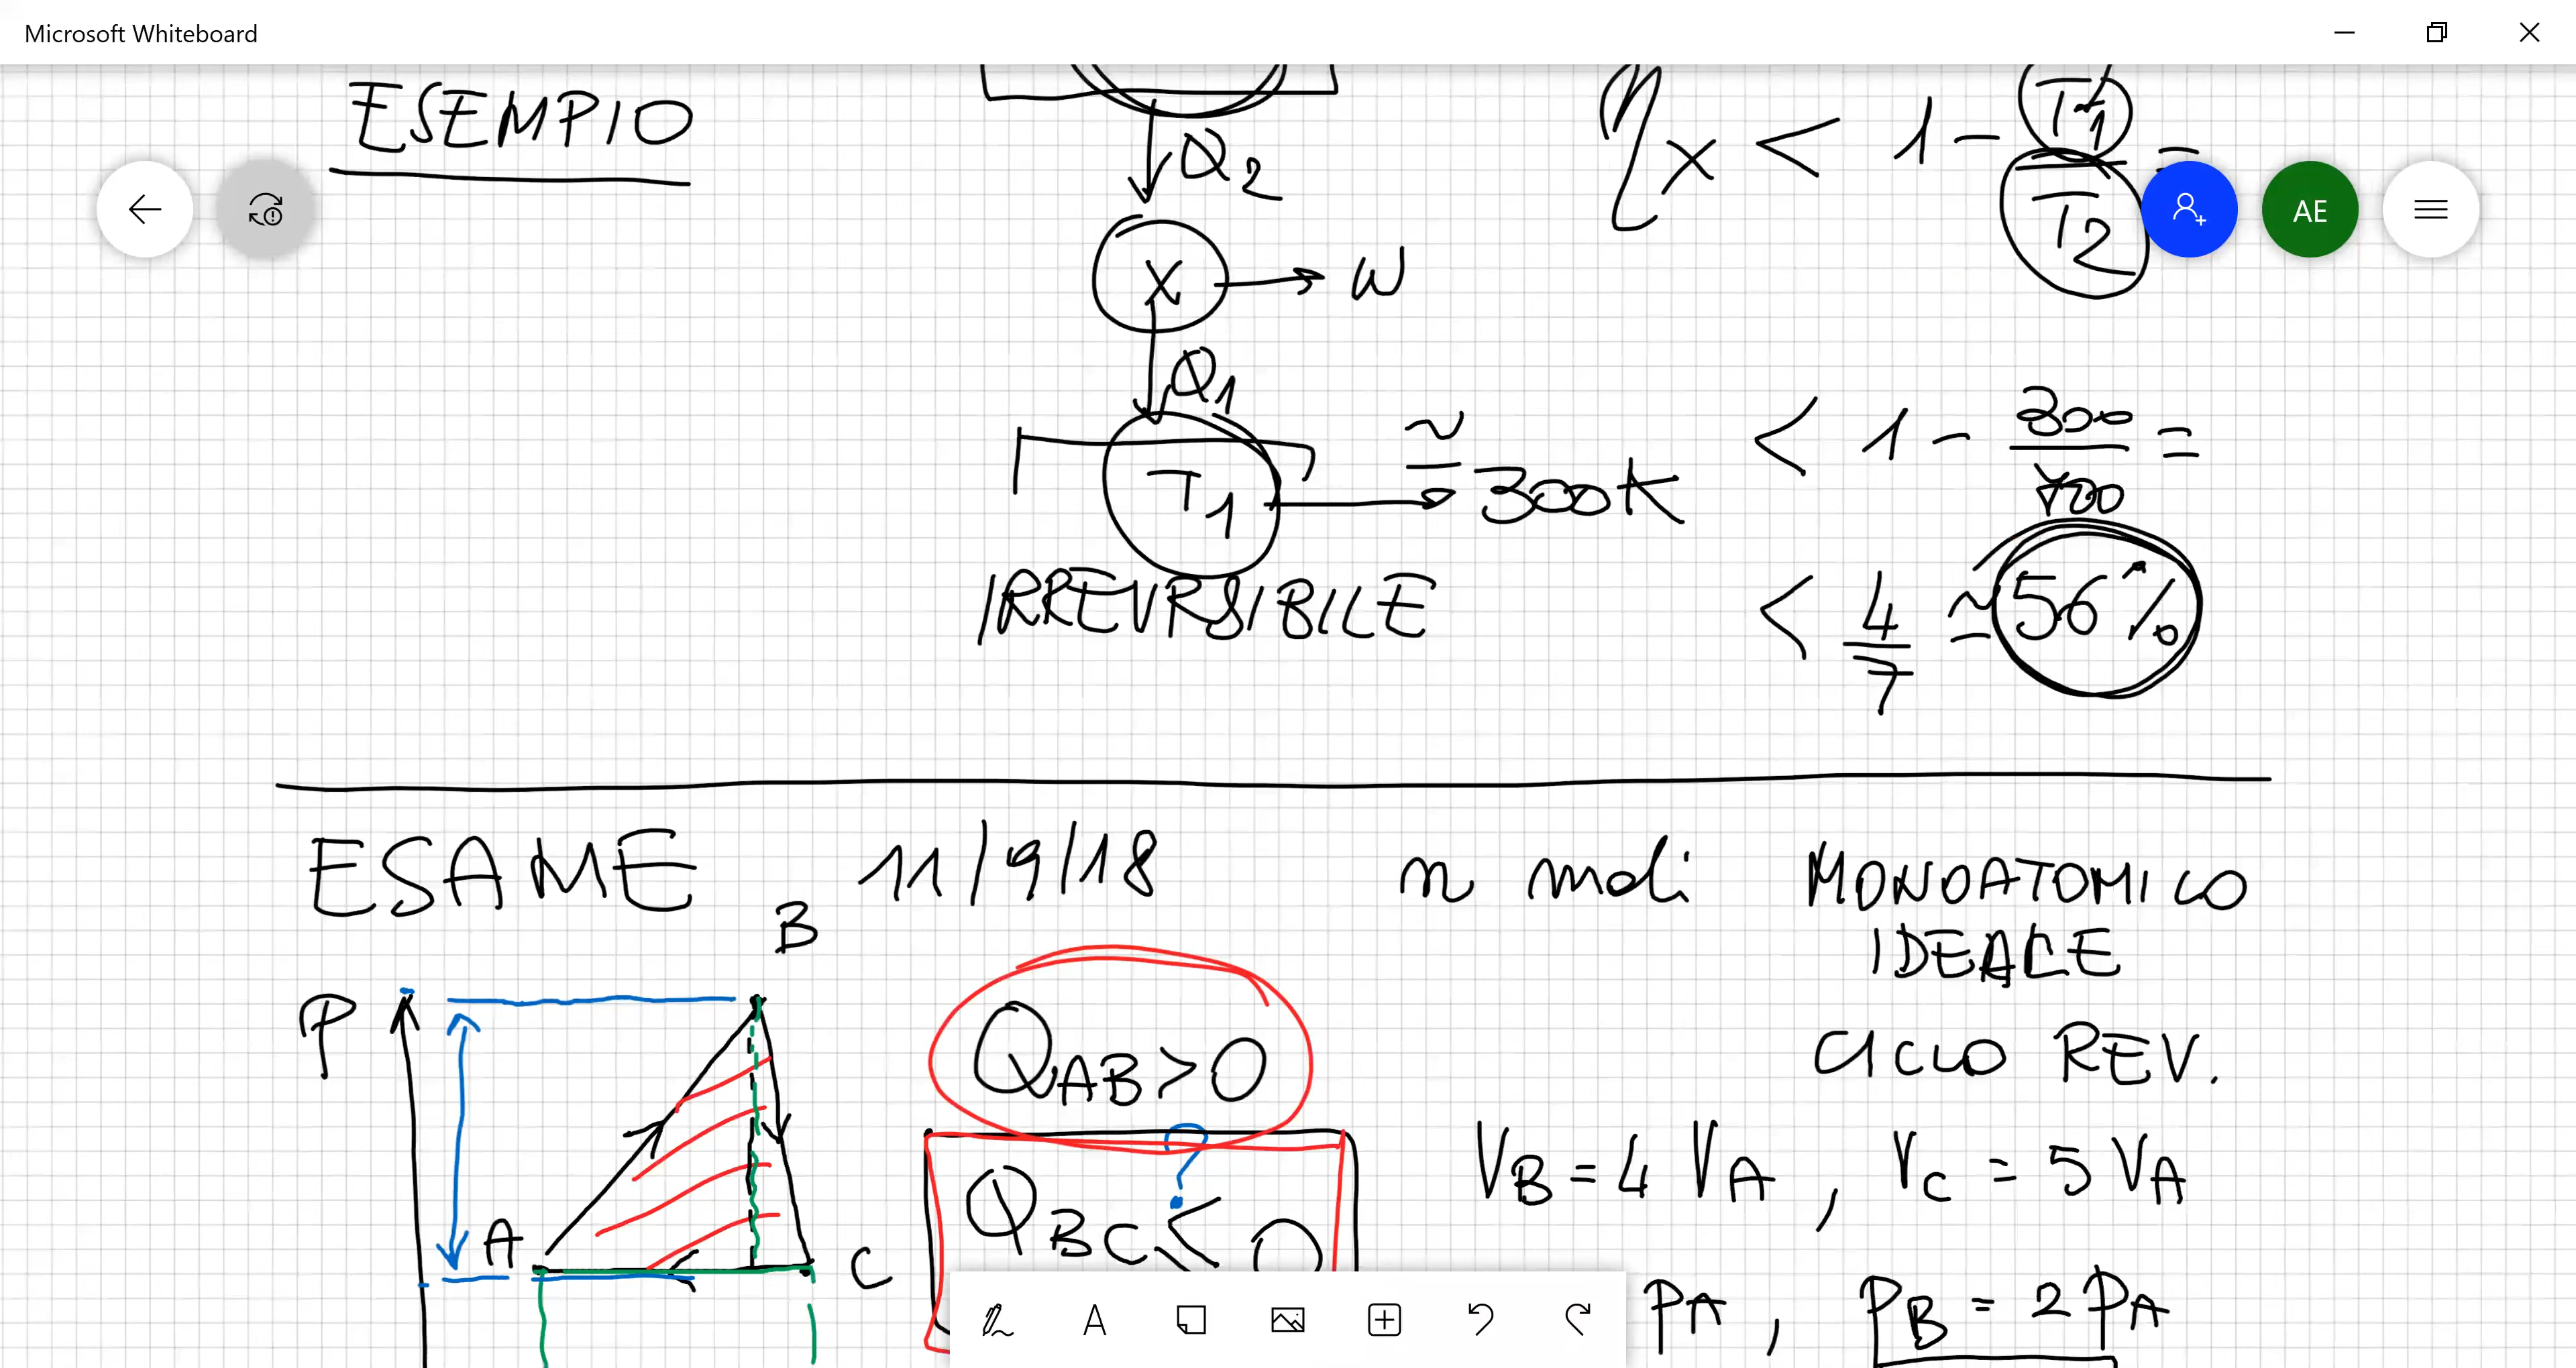 Microsoft Whiteboard
ESEMPIO
Q2
X → W
Q1
T1 → ≃ 300K
IRREVRSIBILE
ηx < 1 - T1/T2 =
< 1 - 300/700 =
< 4/7 ≃ 56%
AE
ESAME 11/9/18 n moli MONOATOMICO
IDEALE
CICLO REV.
B
P
A
C
QAB > 0
?
QBC < 0
VB = 4 VA , VC = 5 VA
PA , PB = 2 PA
A